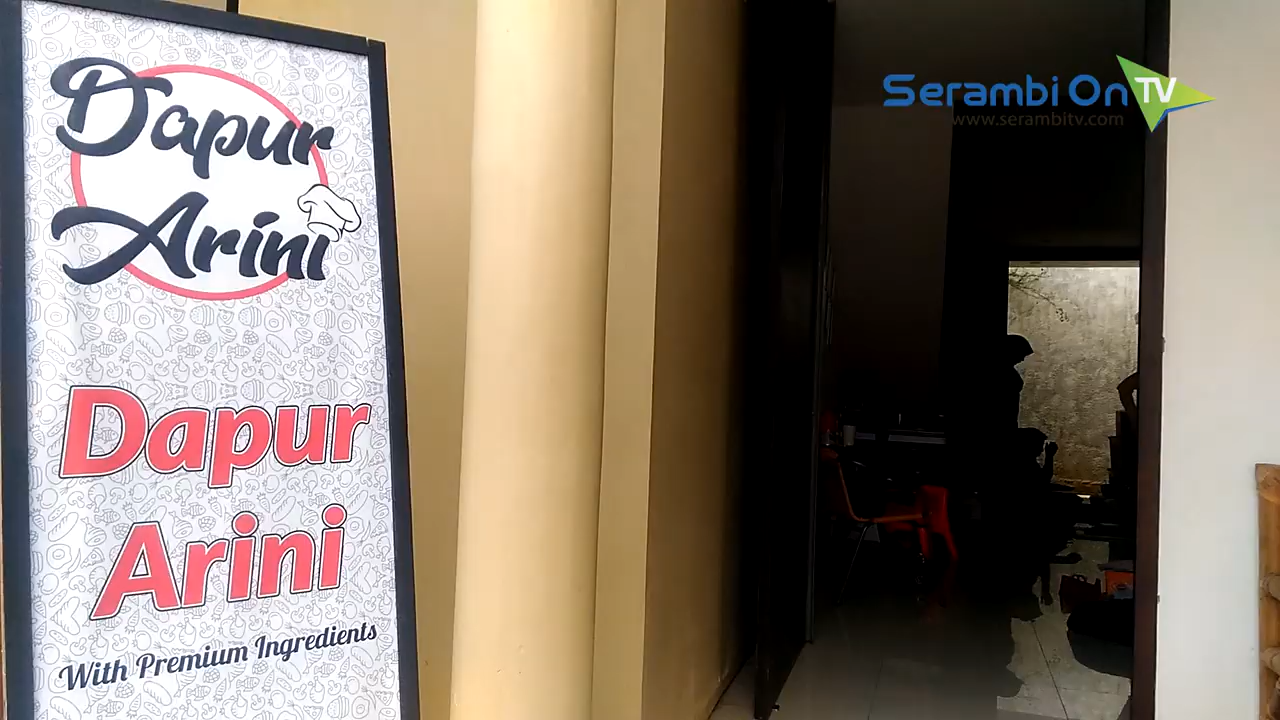 Dapur
Arini
Dapur
Arini
With Premium Ingredients
Serambi On TV
www.serambitv.com